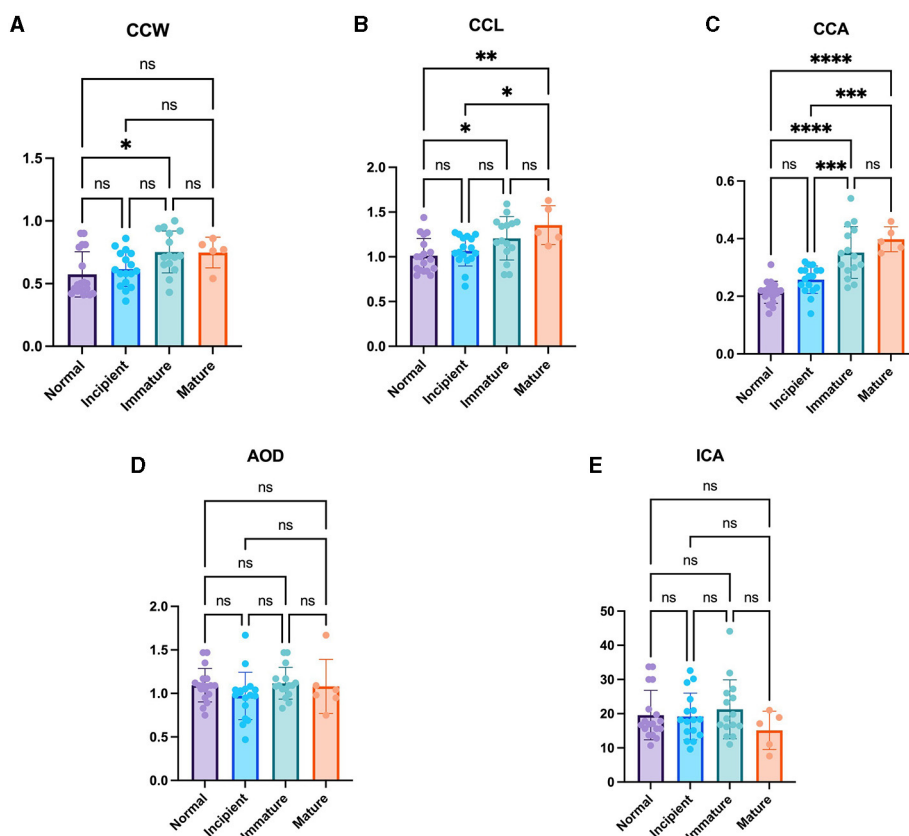 A
CCW
ns
ns
*
ns
ns
ns
1.5
1.0
0.5
0.0
Normal
Incipient
Immature
Mature
B
CCL
**
*
*
ns
ns
ns
2.0
1.5
1.0
0.5
0.0
Normal
Incipient
Immature
Mature
C
CCA
****
***
****
ns
***
ns
0.6
0.4
0.2
0.0
Normal
Incipient
Immature
Mature
D
AOD
ns
ns
ns
ns
ns
ns
2.0
1.5
1.0
0.5
0.0
Normal
Incipient
Immature
Mature
E
ICA
ns
ns
ns
ns
ns
ns
50
40
30
20
10
0
Normal
Incipient
Immature
Mature